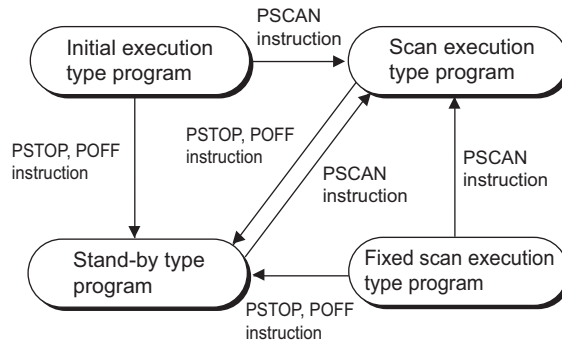 PSCAN
instruction
Initial execution
type program
Scan execution
type program
PSTOP, POFF
instruction
PSTOP, POFF
instruction
PSCAN
instruction
PSCAN
instruction
Stand-by type
program
Fixed scan execution
type program
PSTOP, POFF
instruction